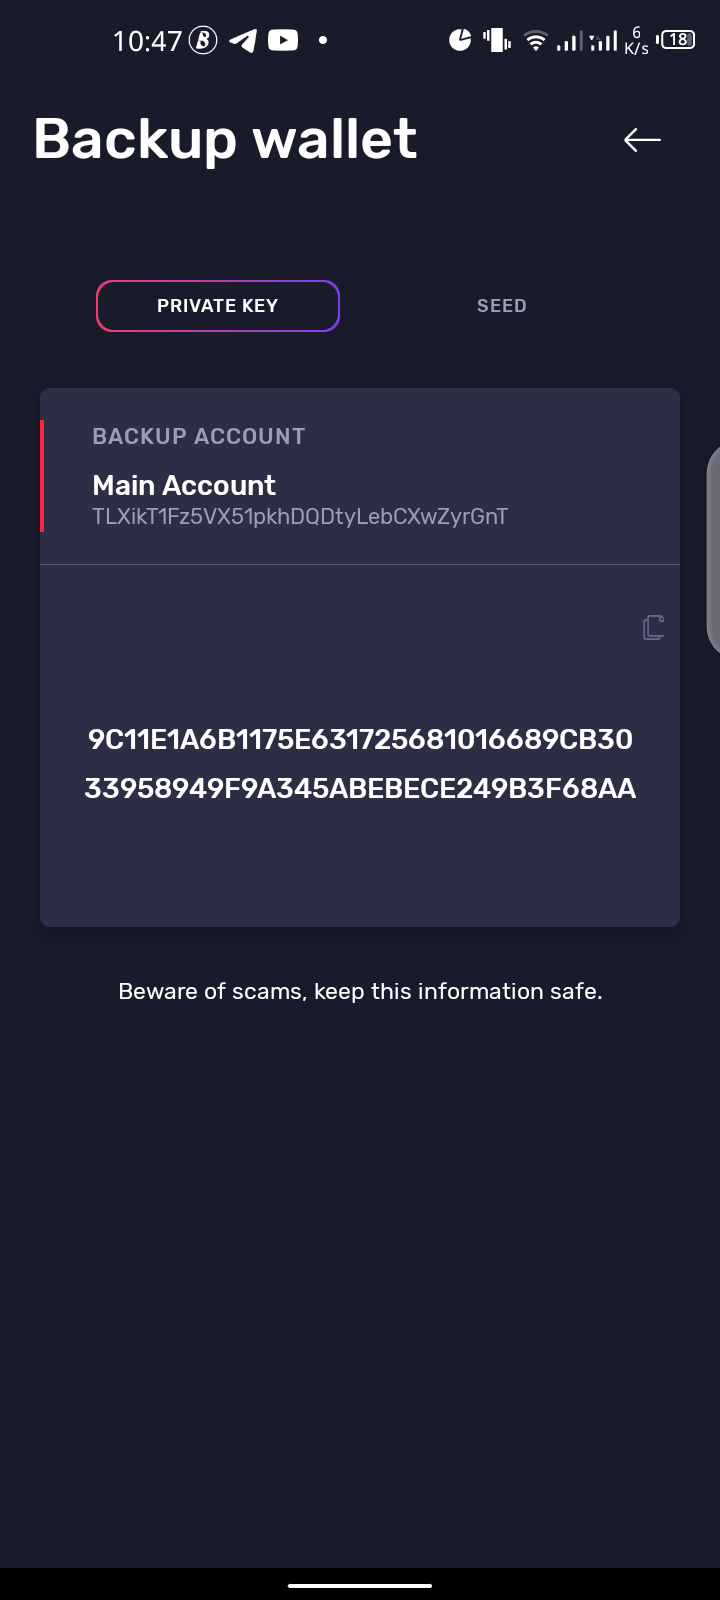 10:47
6
K/s
18
Backup wallet
PRIVATE KEY
SEED
BACKUP ACCOUNT
Main Account
TLXikT1Fz5VX51pkhDQDtyLebCXwZyrGnT
9C11E1A6B1175E631725681016689CB30
33958949F9A345ABEBECE249B3F68AA
Beware of scams, keep this information safe.